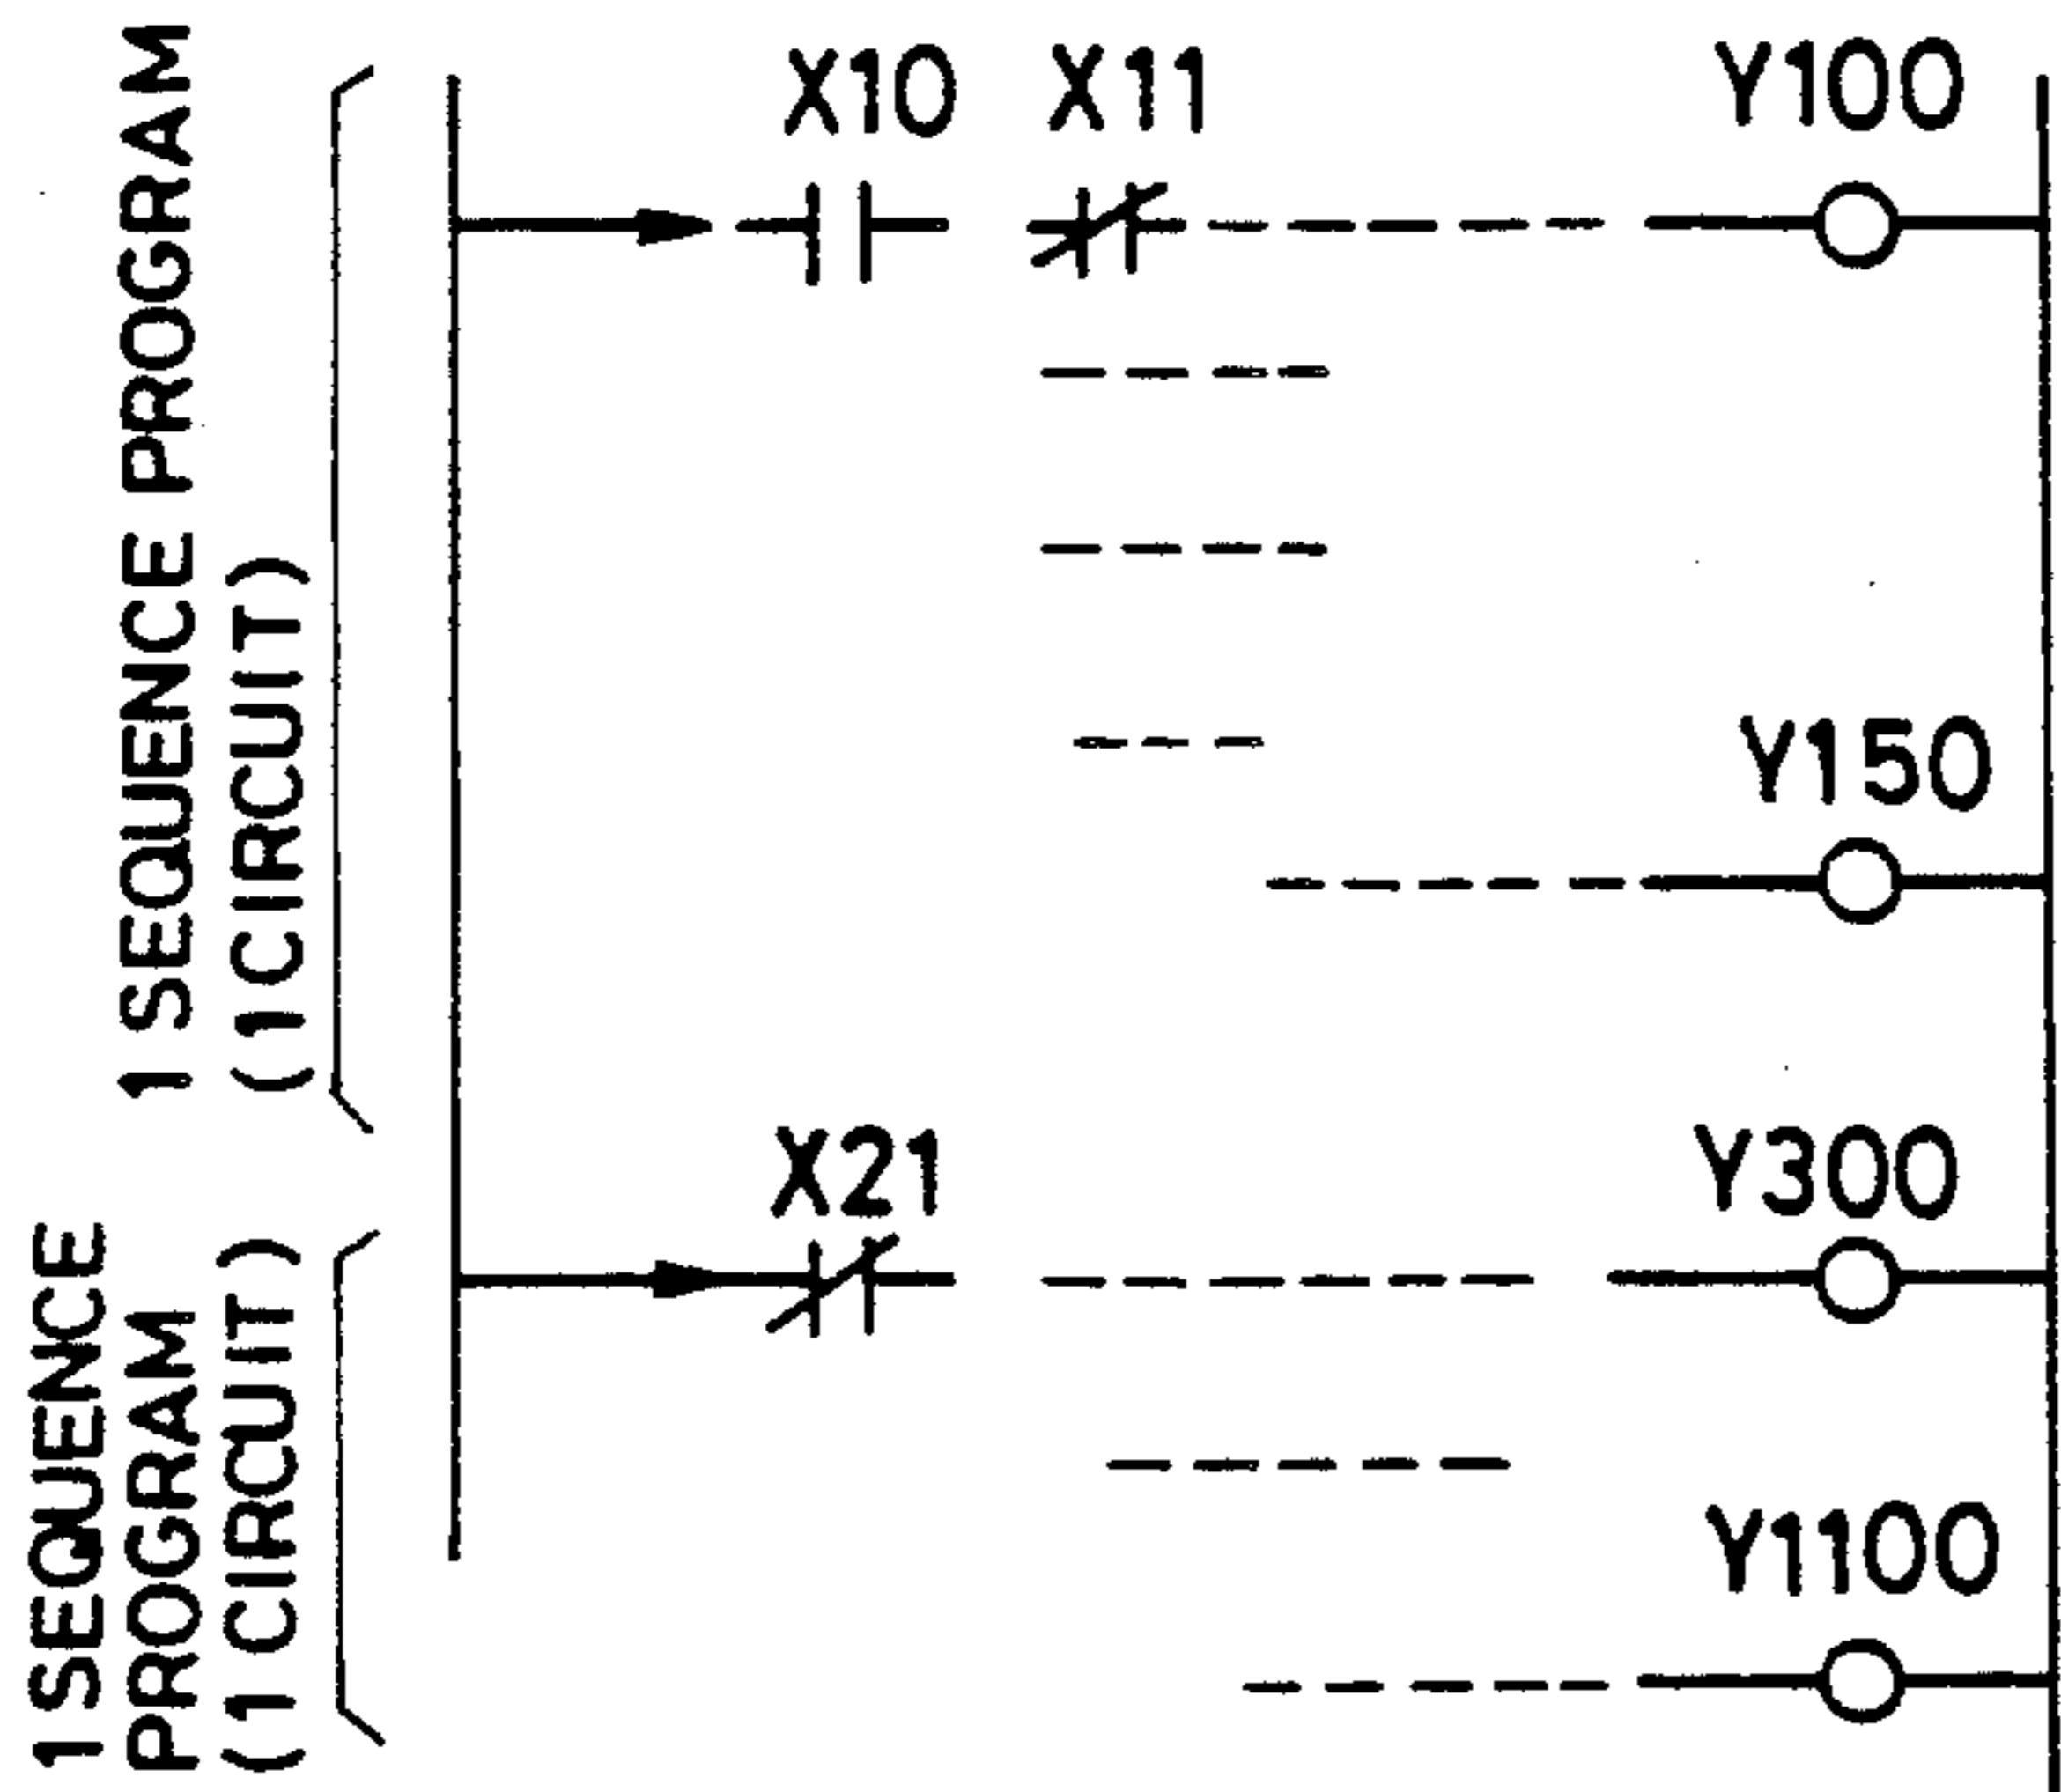 1 SEQUENCE PROGRAM
(1 CIRCUIT)
X10 X11 Y100
Y150
1 SEQUENCE
PROGRAM
(1 CIRCUIT)
X21 Y300
Y1100